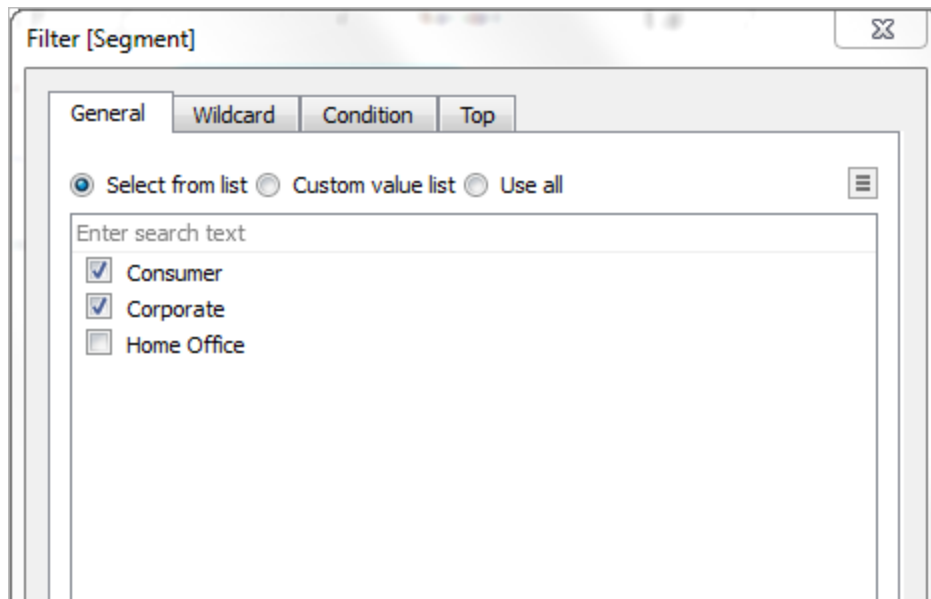 Filter [Segment]
General Wildcard Condition Top
Select from list Custom value list Use all
Enter search text
Consumer
Corporate
Home Office